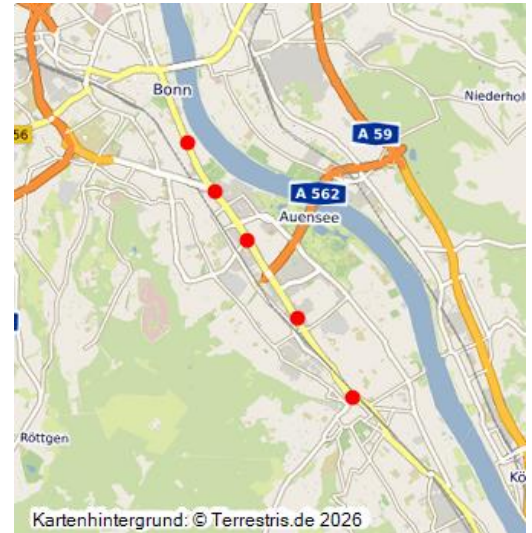 Bonn
Niederhol
A 59
56
A 562
Auensee
Röttgen
Kö
Kartenhintergrund: © Terrestris.de 2026